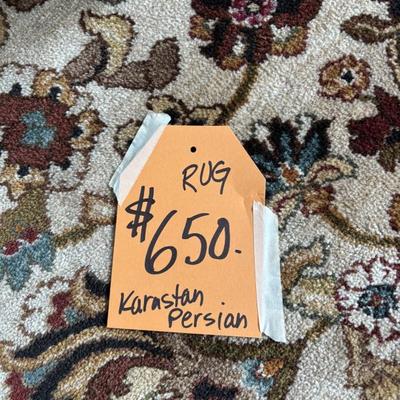 RUG
#650.
Karastan
Persian